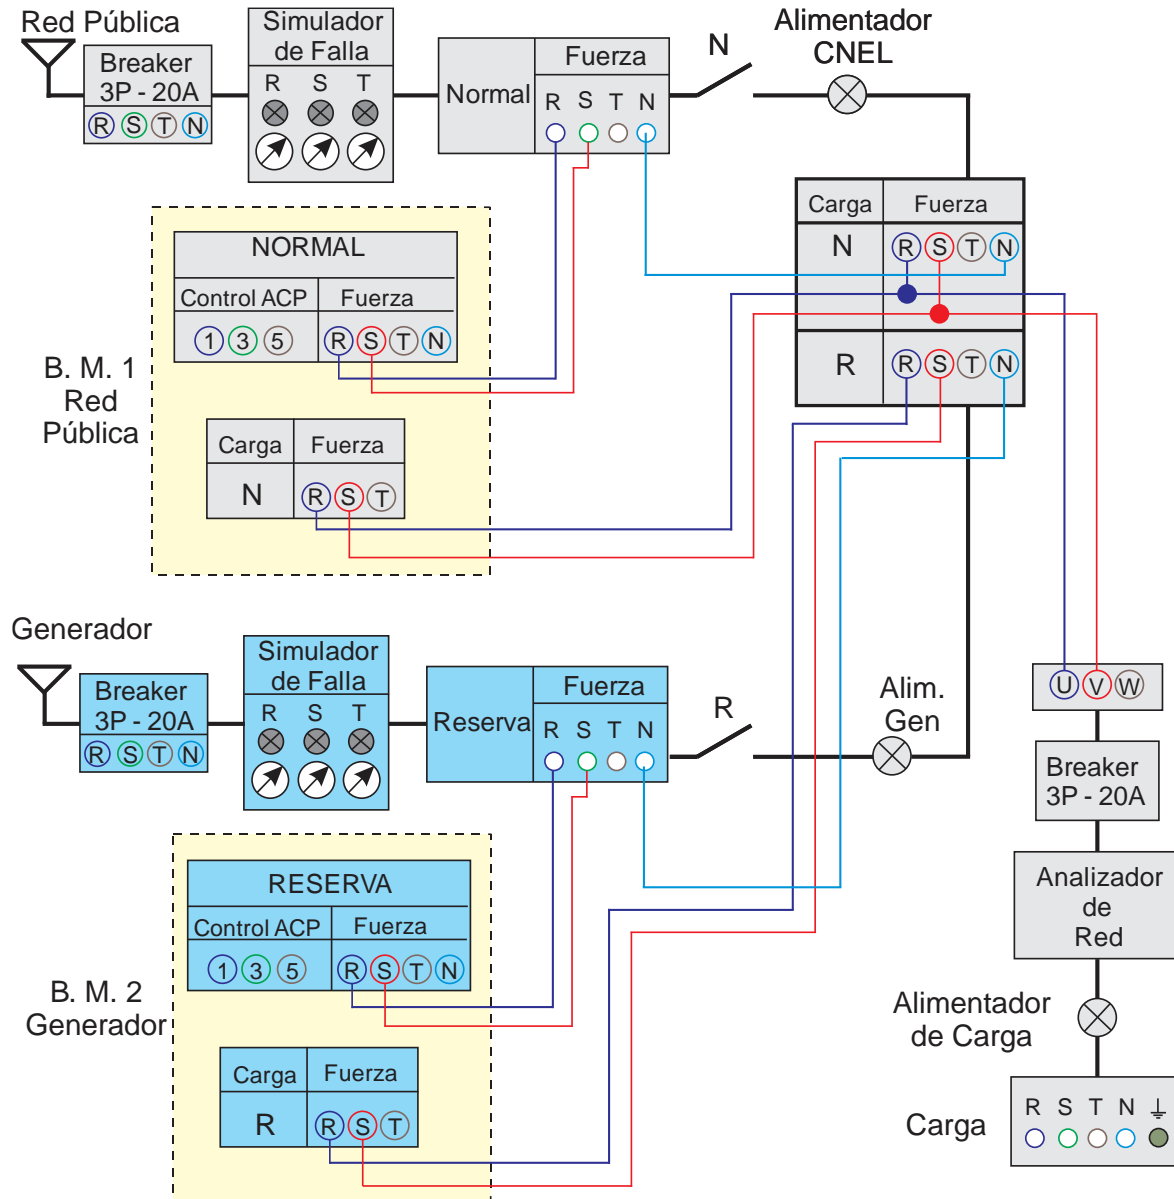 Red Pública
Breaker
3P - 20A
R S T N
Simulador
de Falla
R S T
Normal
Fuerza
R S T N
N
Alimentador
CNEL
Carga Fuerza
N R S T N
R R S T N
NORMAL
Control ACP Fuerza
1 3 5 R S T N
B. M. 1
Red
Pública
Carga Fuerza
N R S T
Generador
Breaker
3P - 20A
R S T N
Simulador
de Falla
R S T
Reserva
Fuerza
R S T N
R
Alim.
Gen
U V W
Breaker
3P - 20A
Analizador
de
Red
Alimentador
de Carga
Carga
R S T N
RESERVA
Control ACP Fuerza
1 3 5 R S T N
B. M. 2
Generador
Carga Fuerza
R R S T